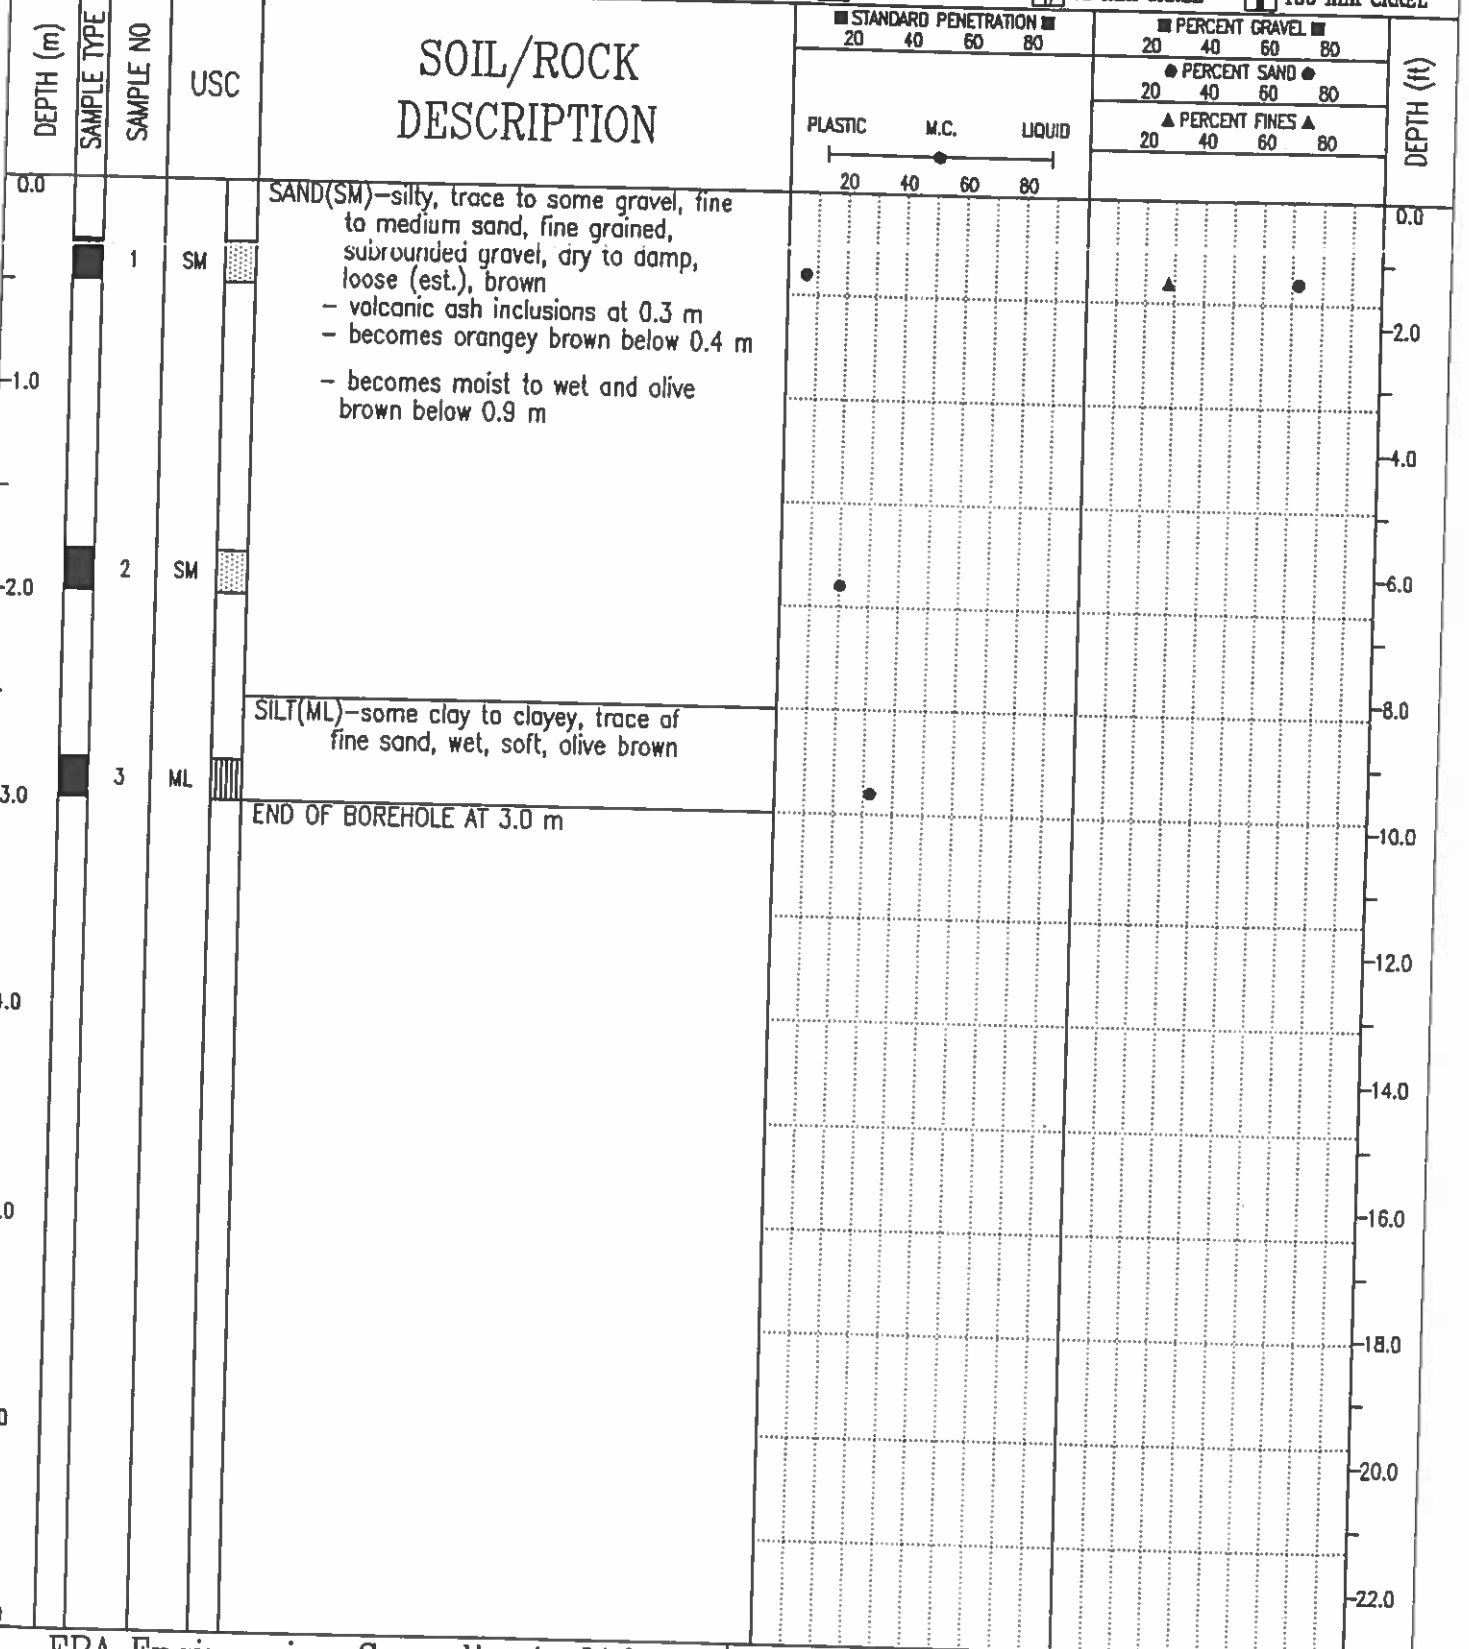 DEPTH (m)
SAMPLE TYPE
SAMPLE NO
USC
SOIL/ROCK
DESCRIPTION
■ STANDARD PENETRATION ■
20 40 60 80
PLASTIC M.C. LIQUID
20 40 60 80
■ PERCENT GRAVEL ■
20 40 60 80
● PERCENT SAND ●
20 40 60 80
▲ PERCENT FINES ▲
20 40 60 80
DEPTH (ft)
0.0
SAND(SM)-silty, trace to some gravel, fine
to medium sand, fine grained,
subrounded gravel, dry to damp,
loose (est.), brown
- volcanic ash inclusions at 0.3 m
- becomes orangey brown below 0.4 m
- becomes moist to wet and olive
brown below 0.9 m
1 SM
1.0
2 SM
2.0
SILT(ML)-some clay to clayey, trace of
fine sand, wet, soft, olive brown
3 ML
3.0
END OF BOREHOLE AT 3.0 m
.0
.0
0
0.0
2.0
4.0
6.0
8.0
10.0
12.0
14.0
16.0
18.0
20.0
22.0